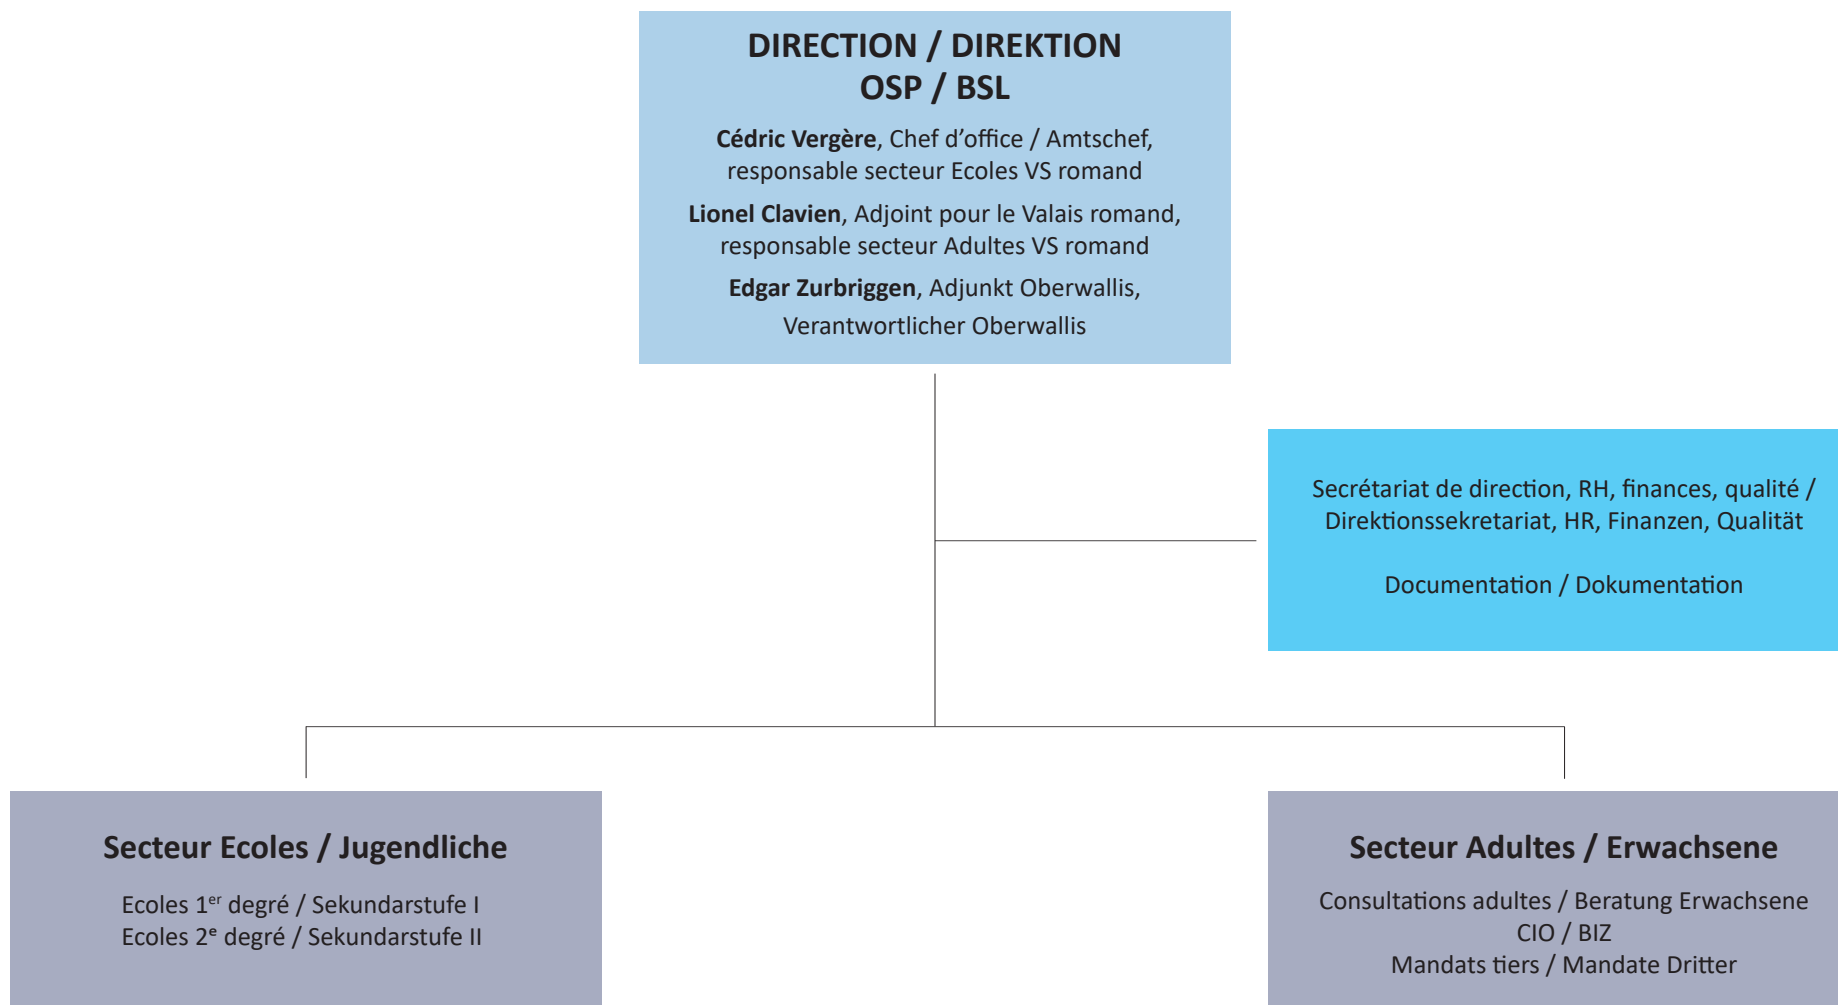 DIRECTION / DIREKTION
OSP / BSL
Cédric Vergère, Chef d’office / Amtschef,
responsable secteur Ecoles VS romand
Lionel Clavien, Adjoint pour le Valais romand,
responsable secteur Adultes VS romand
Edgar Zurbriggen, Adjunkt Oberwallis,
Verantwortlicher Oberwallis
Secrétariat de direction, RH, finances, qualité /
Direktionssekretariat, HR, Finanzen, Qualität
Documentation / Dokumentation
Secteur Ecoles / Jugendliche
Ecoles 1er degré / Sekundarstufe I
Ecoles 2e degré / Sekundarstufe II
Secteur Adultes / Erwachsene
Consultations adultes / Beratung Erwachsene
CIO / BIZ
Mandats tiers / Mandate Dritter